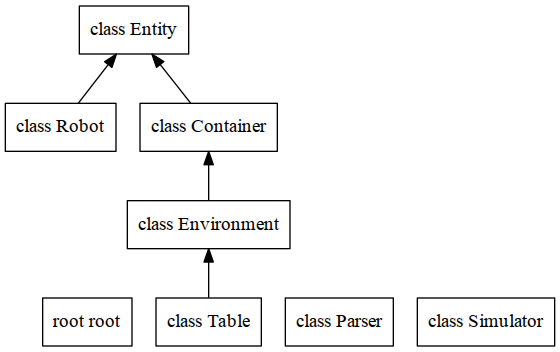 class Entity
class Robot
class Container
class Environment
root root
class Table
class Parser
class Simulator